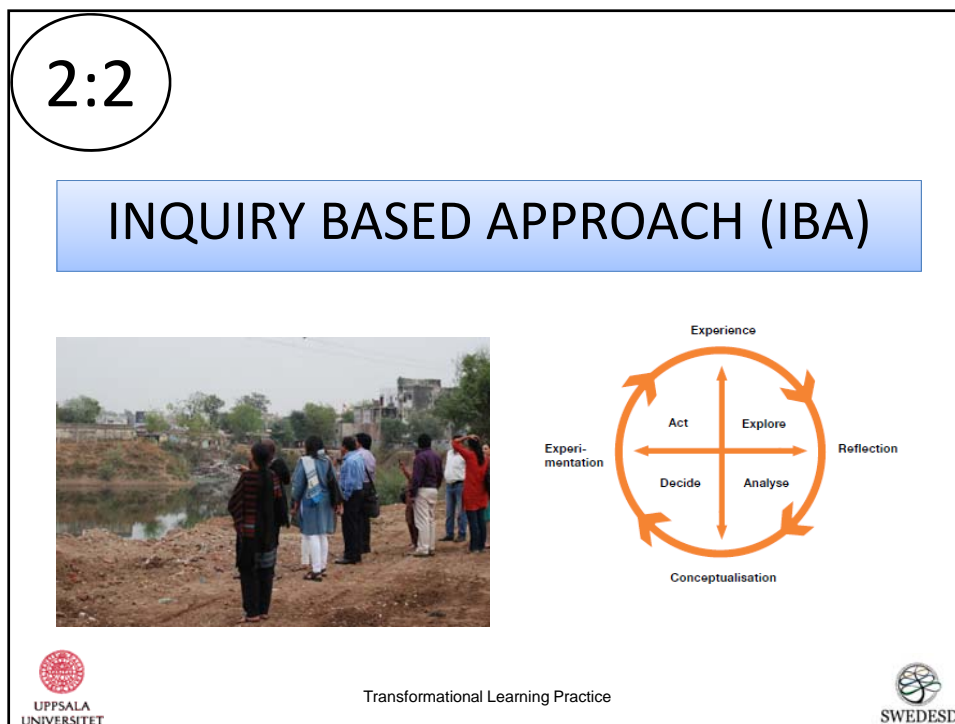 2:2
INQUIRY BASED APPROACH (IBA)
Experience
Act
Explore
Experi-
mentation
Reflection
Decide
Analyse
Conceptualisation
UPPSALA
UNIVERSITET
Transformational Learning Practice
SWEDESD